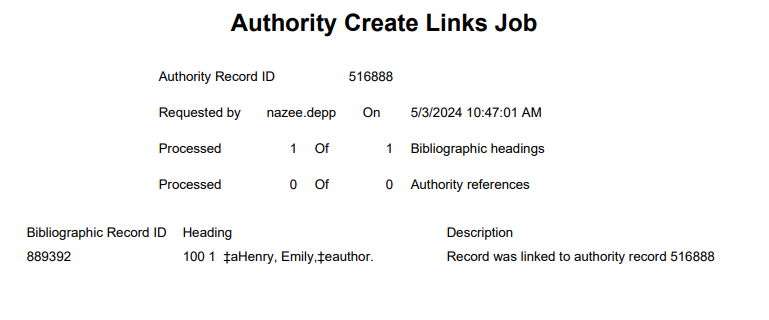 Authority Create Links Job
Authority Record ID 516888
Requested by nazee.depp On 5/3/2024 10:47:01 AM
Processed 1 Of 1 Bibliographic headings
Processed 0 Of 0 Authority references
Bibliographic Record ID Heading Description
889392 100 1 ‡aHenry, Emily,‡eauthor. Record was linked to authority record 516888